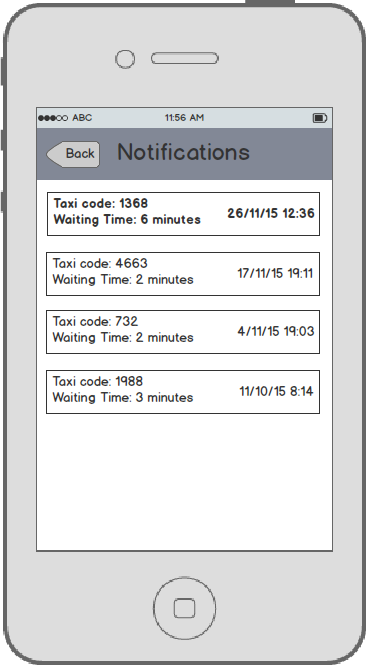 ABC 11:56 AM
Back Notifications
Taxi code: 1368
Waiting Time: 6 minutes
26/11/15 12:36
Taxi code: 4663
Waiting Time: 2 minutes
17/11/15 19:11
Taxi code: 732
Waiting Time: 2 minutes
4/11/15 19:03
Taxi code: 1988
Waiting Time: 3 minutes
11/10/15 8:14